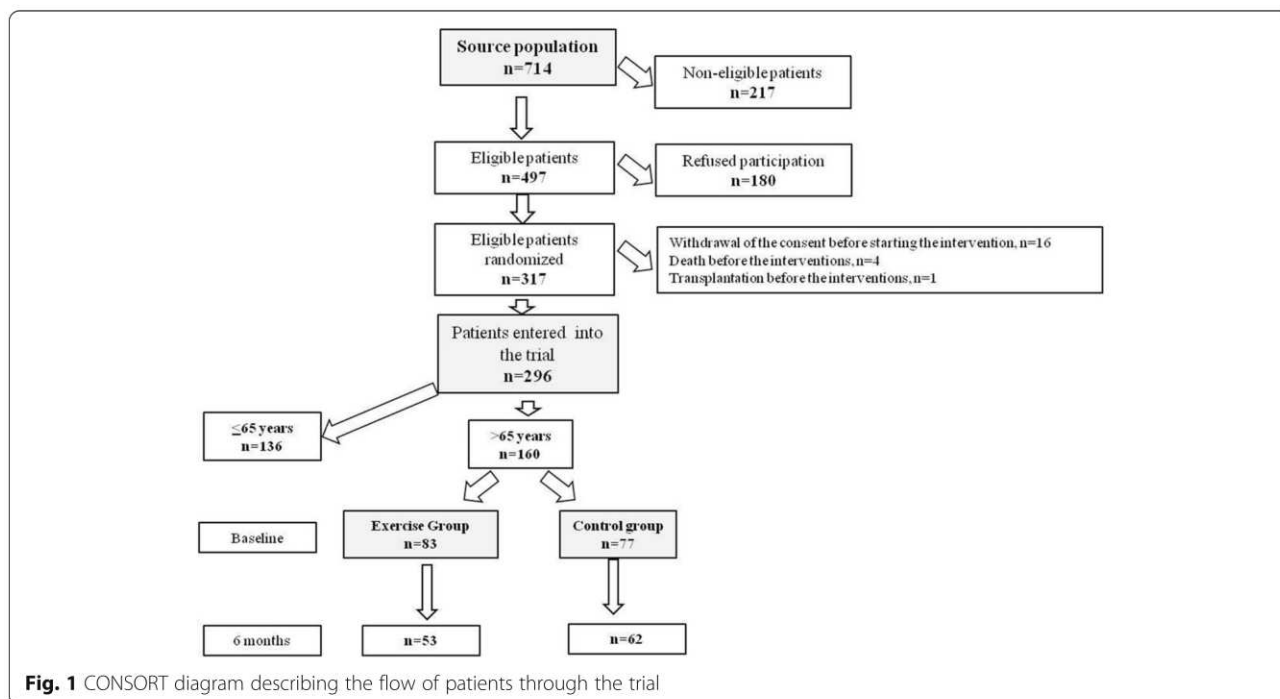 Source population
n=714
Non-eligible patients
n=217
Eligible patients
n=497
Refused participation
n=180
Eligible patients
randomized
n=317
Withdrawal of the consent before starting the intervention, n=16
Death before the interventions, n=4
Transplantation before the interventions, n=1
Patients entered into
the trial
n=296
≤65 years
n=136
>65 years
n=160
Baseline
Exercise Group
n=83
Control group
n=77
6 months
n=53
n=62
Fig. 1 CONSORT diagram describing the flow of patients through the trial